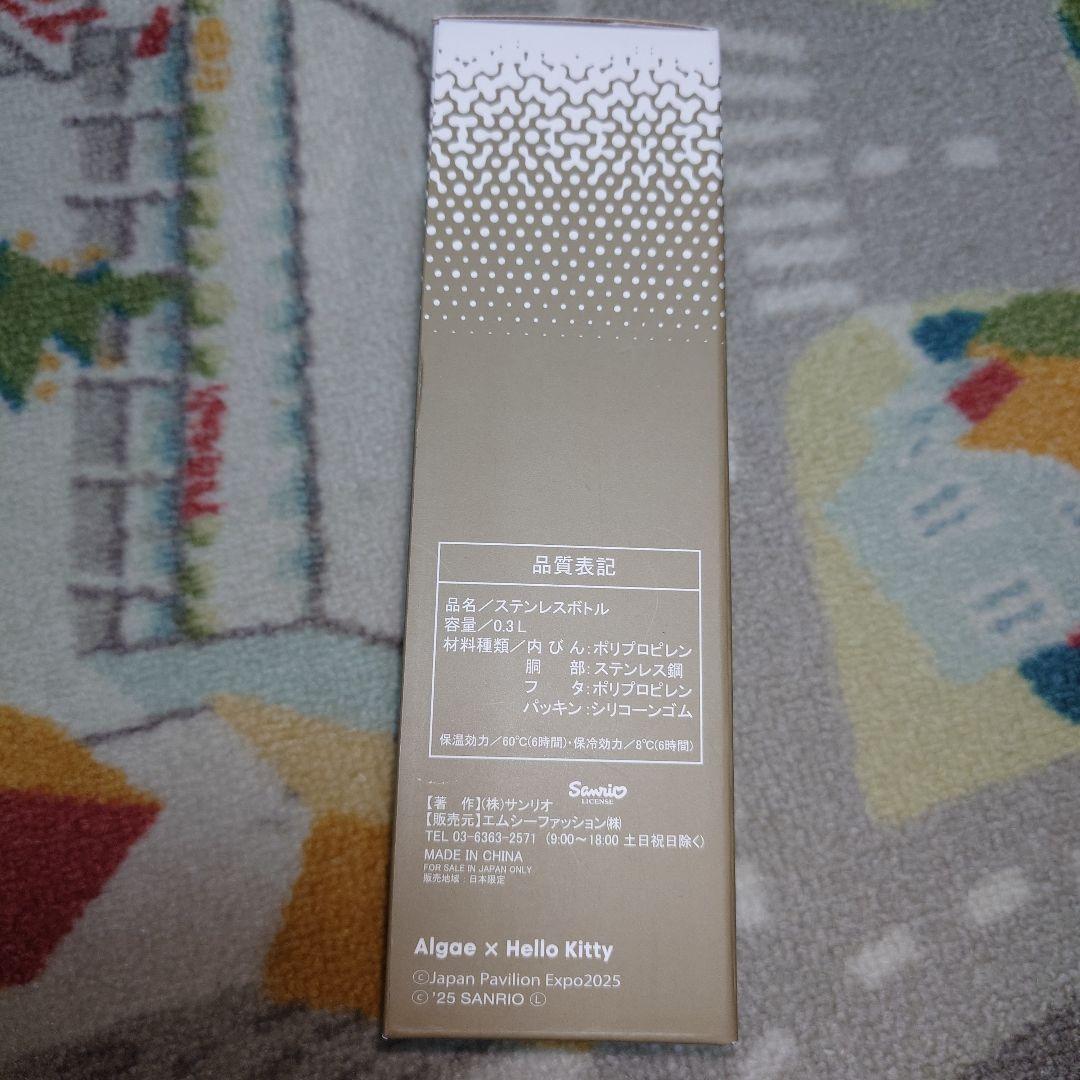 品質表記
品名／ステンレスボトル
容量／0.3L
材料種類／内びん:ポリプロピレン
胴 部:ステンレス鋼
フ タ:ポリプロピレン
パッキン:シリコーンゴム
保温効力／60℃(6時間)・保冷効力／8℃(6時間)
Sanrio
LICENSE
【著 作】(株)サンリオ
【販売元】エムシーファッション㈱
TEL 03-6363-2571 (9:00〜18:00 土日祝日除く)
MADE IN CHINA
FOR SALE IN JAPAN ONLY
販売地域：日本限定
Algae × Hello Kitty
ⓒJapan Pavilion Expo2025
ⓒ '25 SANRIO Ⓛ